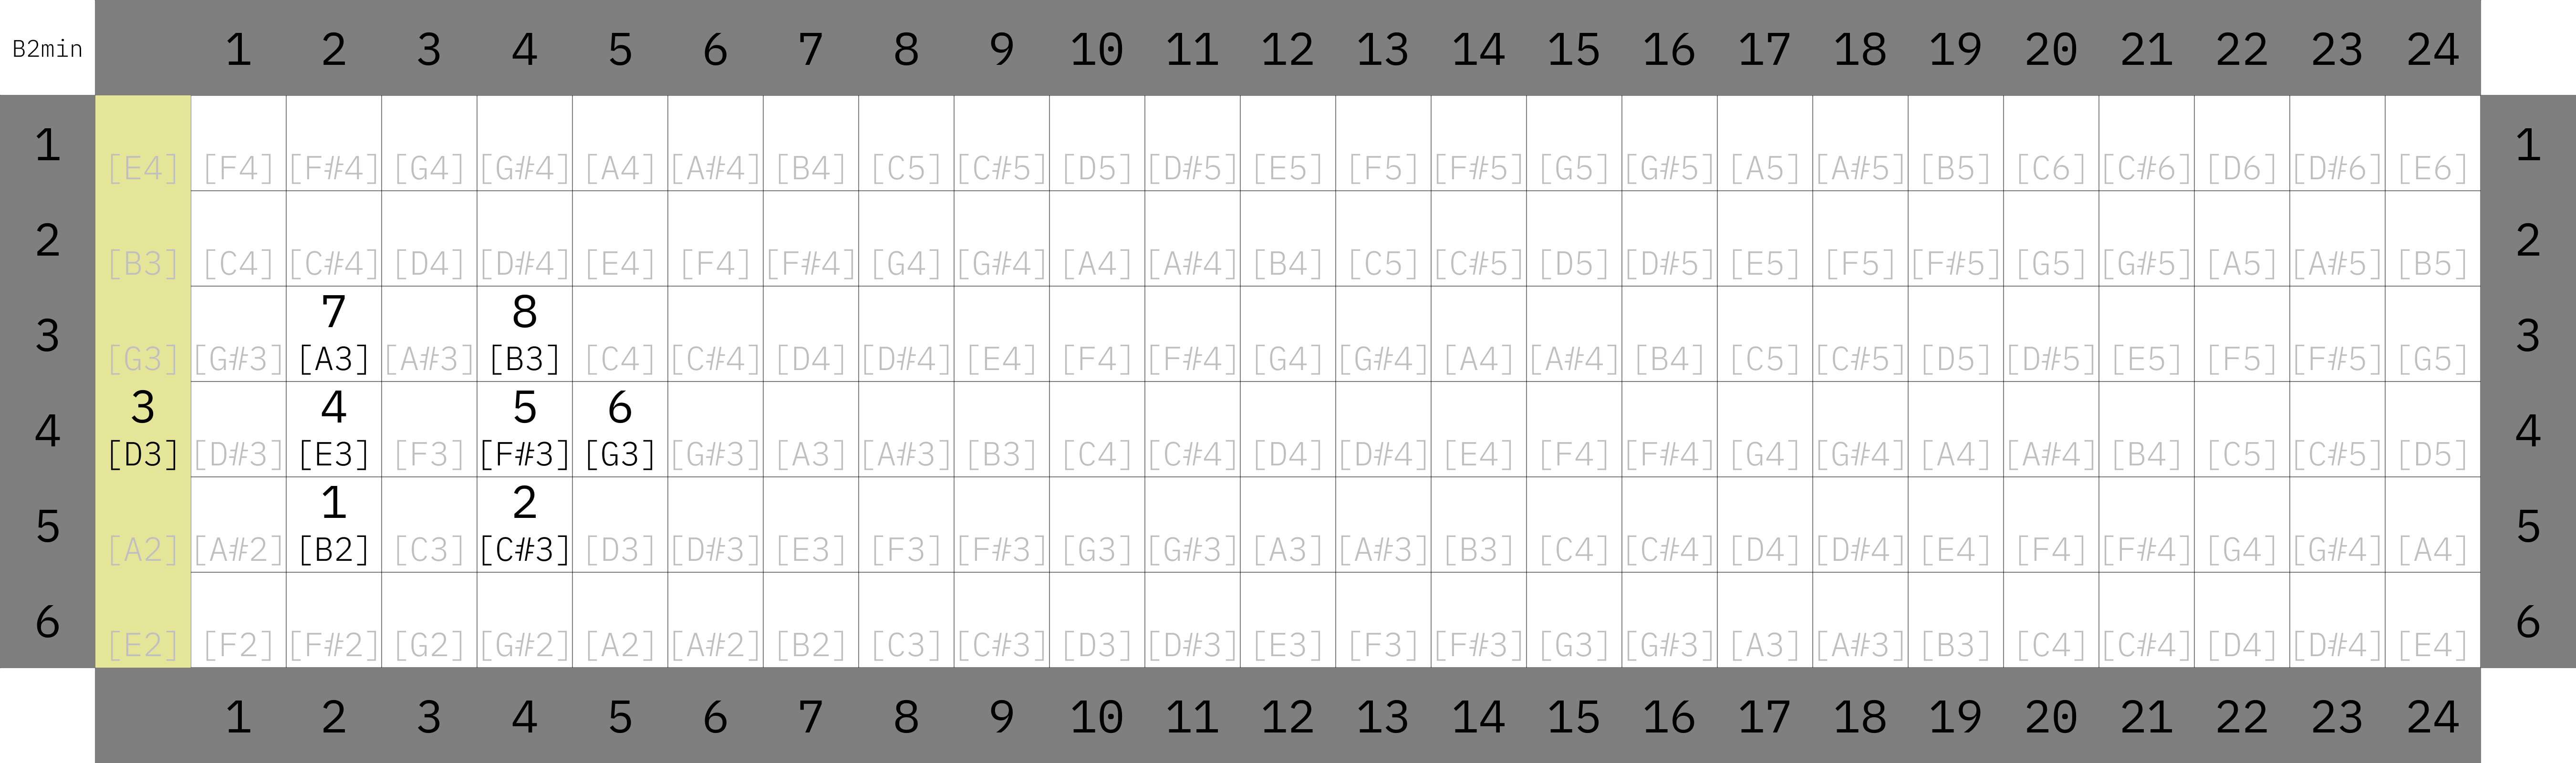 B2min 1 2 3 4 5 6 7 8 9 10 11 12 13 14 15 16 17 18 19 20 21 22 23 24
1 [E4] [F4] [F#4] [G4] [G#4] [A4] [A#4] [B4] [C5] [C#5] [D5] [D#5] [E5] [F5] [F#5] [G5] [G#5] [A5] [A#5] [B5] [C6] [C#6] [D6] [D#6] [E6] 1
2 [B3] [C4] [C#4] [D4] [D#4] [E4] [F4] [F#4] [G4] [G#4] [A4] [A#4] [B4] [C5] [C#5] [D5] [D#5] [E5] [F5] [F#5] [G5] [G#5] [A5] [A#5] [B5] 2
7 8
3 [G3] [G#3] [A3] [A#3] [B3] [C4] [C#4] [D4] [D#4] [E4] [F4] [F#4] [G4] [G#4] [A4] [A#4] [B4] [C5] [C#5] [D5] [D#5] [E5] [F5] [F#5] [G5] 3
3 4 5 6
4 [D3] [D#3] [E3] [F3] [F#3] [G3] [G#3] [A3] [A#3] [B3] [C4] [C#4] [D4] [D#4] [E4] [F4] [F#4] [G4] [G#4] [A4] [A#4] [B4] [C5] [C#5] [D5] 4
1 2
5 [A2] [A#2] [B2] [C3] [C#3] [D3] [D#3] [E3] [F3] [F#3] [G3] [G#3] [A3] [A#3] [B3] [C4] [C#4] [D4] [D#4] [E4] [F4] [F#4] [G4] [G#4] [A4] 5
6 [E2] [F2] [F#2] [G2] [G#2] [A2] [A#2] [B2] [C3] [C#3] [D3] [D#3] [E3] [F3] [F#3] [G3] [G#3] [A3] [A#3] [B3] [C4] [C#4] [D4] [D#4] [E4] 6
1 2 3 4 5 6 7 8 9 10 11 12 13 14 15 16 17 18 19 20 21 22 23 24